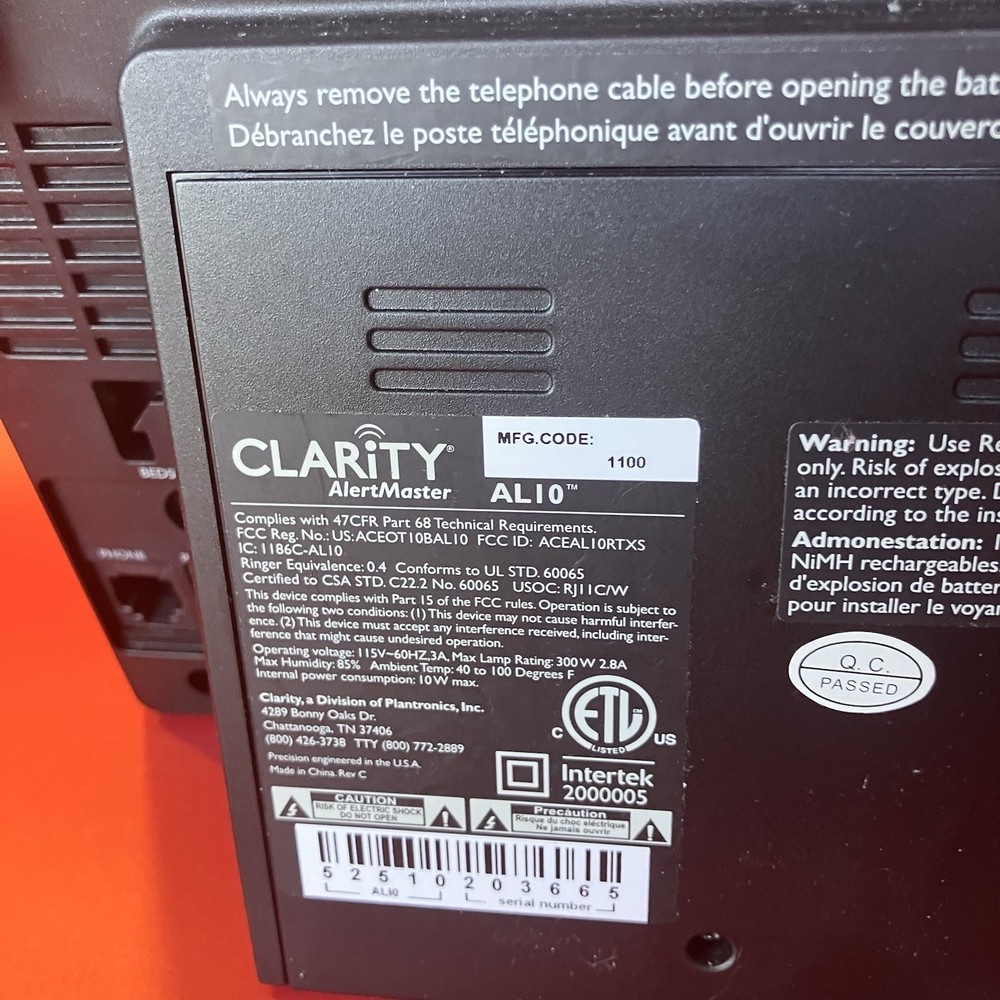 Always remove the telephone cable before opening the bat
Débranchez le poste téléphonique avant d'ouvrir le couverc
CLARiTY®
AlertMaster
MFG.CODE:
1100
AL10™
Complies with 47CFR Part 68 Technical Requirements.
FCC Reg. No.: US:ACEOT10BAL10 FCC ID: ACEAL10RTXS
IC: 1186C-AL10
Ringer Equivalence: 0.4 Conforms to UL STD. 60065
Certified to CSA STD. C22.2 No. 60065 USOC: RJ11C/W
This device complies with Part 15 of the FCC rules. Operation is subject to
the following two conditions: (1) This device may not cause harmful interfer-
ence. (2) This device must accept any interference received, including inter-
ference that might cause undesired operation.
Operating voltage: 115V~60HZ,3A, Max Lamp Rating: 300W 2.8A
Max Humidity: 85% Ambient Temp: 40 to 100 Degrees F
Internal power consumption: 10W max.
Clarity, a Division of Plantronics, Inc.
4289 Bonny Oaks Dr.
Chattanooga, TN 37406
(800) 426-3738 TTY (800) 772-2889
Precision engineered in the U.S.A.
Made in China. Rev C
C ETL CM US
LISTED
Intertek
2000005
CAUTION
RISK OF ELECTRIC SHOCK
DO NOT OPEN
Precaution
Risque du choc eléctrique
Ne jamais ouvrir
5 2 5 1 0 2 0 3 6 6 5
AL10
serial number
Warning: Use Re
only. Risk of explos
an incorrect type. D
according to the ins
Admonestation:
NiMH rechargeables.
d'explosion de batter
pour installer le voyan
Q. C.
PASSED
BEDS
PHONE